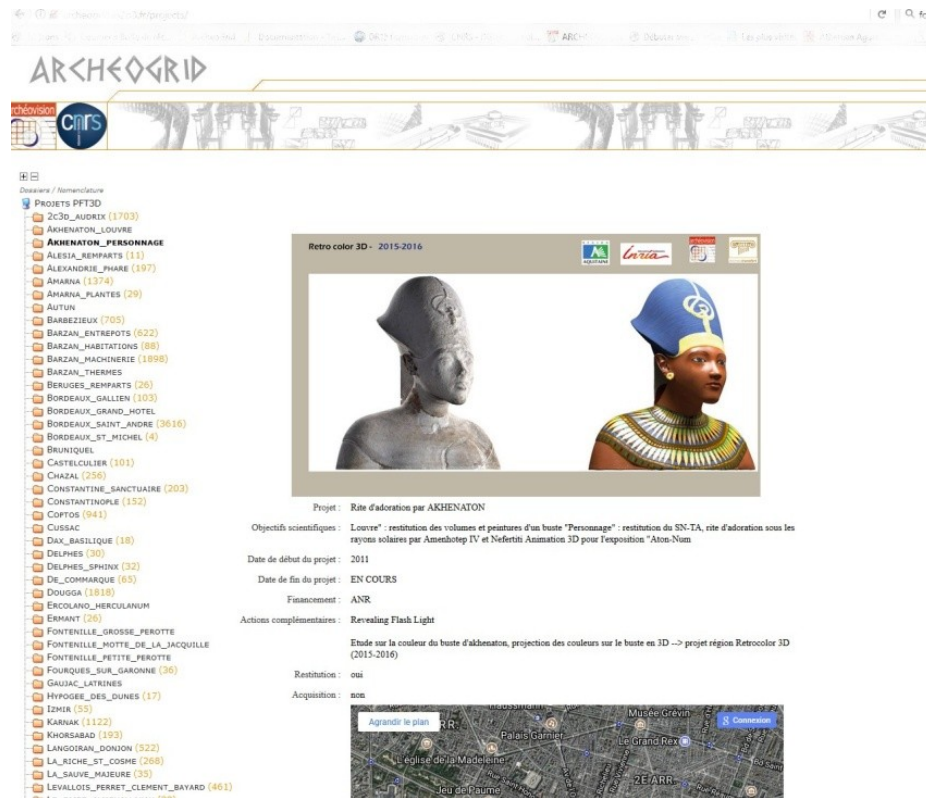 ARCHEOGRID
archéovision
cnrs
Dossiers / Nomenclature
PROJETS PFT3D
2C3D_AUDRIX (1703)
AKHENATON_LOUVRE
AKHENATON_PERSONNAGE
ALESIA_REMPARTS (11)
ALEXANDRIE_PHARE (197)
AMARNA (1374)
AMARNA_PLANTES (29)
AUTUN
BARBEZIEUX (705)
BARZAN_ENTREPOTS (622)
BARZAN_HABITATIONS (88)
BARZAN_MACHINERIE (1898)
BARZAN_THERMES
BERUGES_REMPARTS (26)
BORDEAUX_GALLIEN (103)
BORDEAUX_GRAND_HOTEL
BORDEAUX_SAINT_ANDRE (3616)
BORDEAUX_ST_MICHEL (4)
BRUNIQUEL
CASTELCULIER (101)
CHAZAL (256)
CONSTANTINE_SANCTUAIRE (203)
CONSTANTINOPLE (152)
COPTOS (941)
CUSSAC
DAX_BASILIQUE (18)
DELPHES (30)
DELPHES_SPHINX (32)
DE_COMMARQUE (65)
DOUGGA (1818)
ERCOLANO_HERCULANUM
ERMANT (26)
FONTENILLE_GROSSE_PEROTTE
FONTENILLE_MOTTE_DE_LA_JACQUILLE
FONTENILLE_PETITE_PEROTTE
FOURQUES_SUR_GARONNE (36)
GAUJAC_LATRINES
HYPOGEE_DES_DUNES (17)
IZMIR (55)
KARNAK (1122)
KHORSABAD (193)
LANGOIRAN_DONJON (522)
LA_RICHE_ST_COSME (268)
LA_SAUVE_MAJEURE (35)
LEVALLOIS_PERRET_CLEMENT_BAYARD (461)
Retro color 3D - 2015-2016
AQUITAINE
Inria
Projet : Rite d'adoration par AKHENATON
Objectifs scientifiques : Louvre" : restitution des volumes et peintures d'un buste "Personnage" : restitution du SN-TA, rite d'adoration sous les
rayons solaires par Amenhotep IV et Nefertiti Animation 3D pour l'exposition "Aton-Num
Date de début du projet : 2011
Date de fin du projet : EN COURS
Financement : ANR
Actions complémentaires : Revealing Flash Light
Etude sur la couleur du buste d'akhenaton, projection des couleurs sur le buste en 3D --> projet région Retrocolor 3D
(2015-2016)
Restitution : oui
Acquisition : non
Agrandir le plan
Connexion
Musée Grévin
Palais Garnier
Le Grand Rex
L'église de la Madeleine
2E ARR.
Jeu de Paume